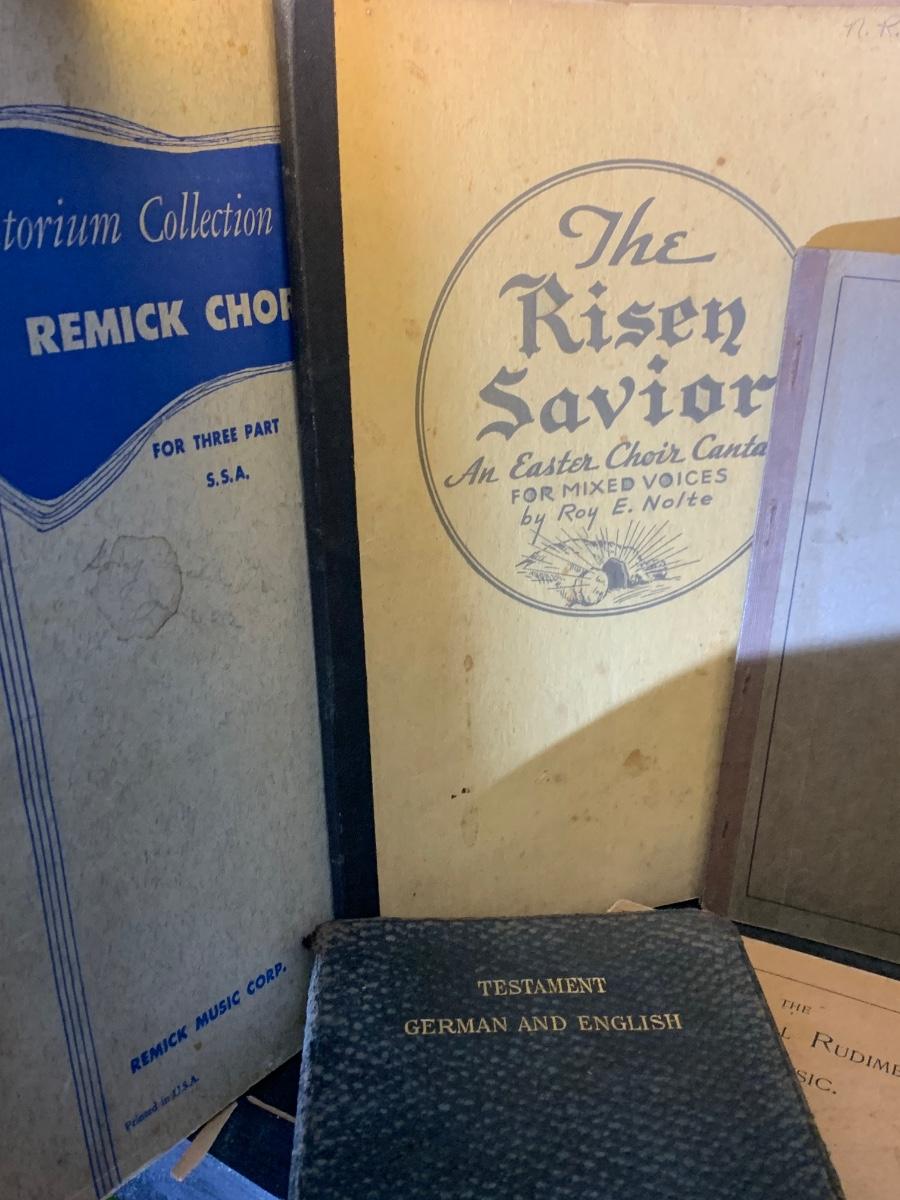 torium Collection
REMICK CHOR
FOR THREE PART
S.S.A.
REMICK MUSIC CORP.
Printed in U.S.A.
N. R.
The
Risen
Savior
An Easter Choir Canta
FOR MIXED VOICES
by Roy E. Nolte
TESTAMENT
GERMAN AND ENGLISH
THE
L RUDIME
SIC.